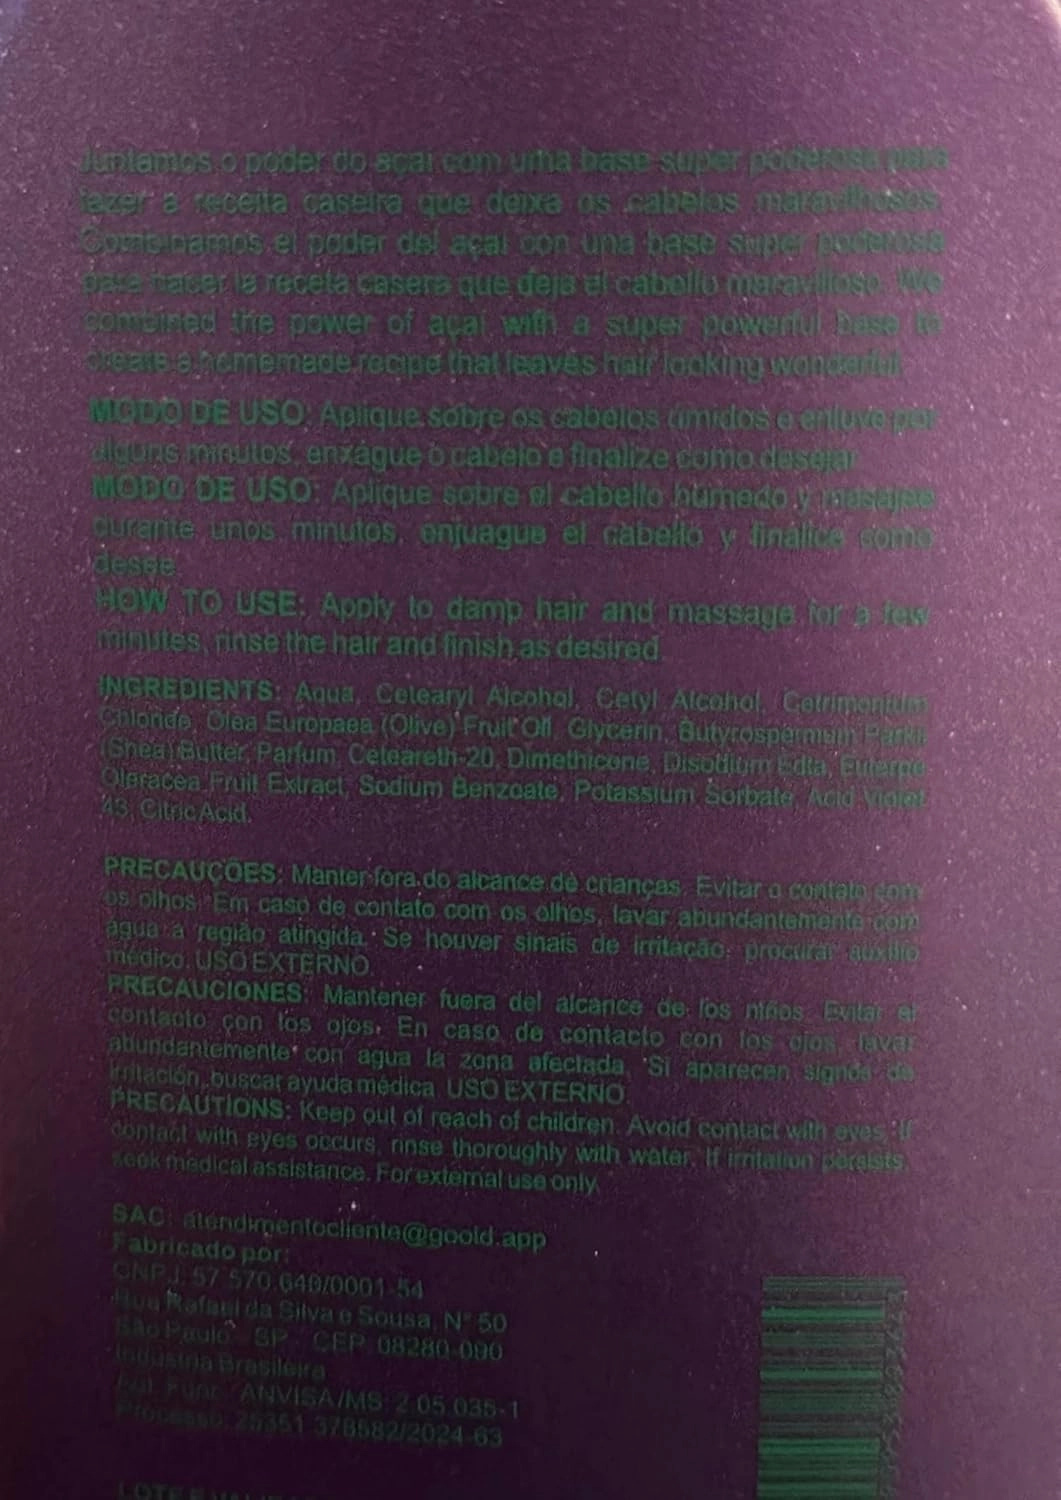 Juntamos o poder do açaí com uma base super poderosa para
fazer a receita caseira que deixa os cabelos maravilhosos.
Combinamos el poder del açaí con una base super poderosa
para hacer la receta casera que deja el cabello maravilloso. We
combined the power of açaí with a super powerful base to
create a homemade recipe that leaves hair looking wonderful.
MODO DE USO: Aplique sobre os cabelos úmidos e enluve por
alguns minutos, enxágue o cabelo e finalize como desejar.
MODO DE USO: Aplique sobre el cabello húmedo y masajee
durante unos minutos, enjuague el cabello y finalice como
desee.
HOW TO USE: Apply to damp hair and massage for a few
minutes, rinse the hair and finish as desired.
INGREDIENTS: Aqua, Cetearyl Alcohol, Cetyl Alcohol, Cetrimonium
Chloride, Olea Europaea (Olive) Fruit Oil, Glycerin, Butyrospermum Parkii
(Shea) Butter, Parfum, Ceteareth-20, Dimethicone, Disodium Edta, Euterpe
Oleracea Fruit Extract, Sodium Benzoate, Potassium Sorbate, Acid Violet
43, Citric Acid.
PRECAUÇÕES: Manter fora do alcance de crianças. Evitar o contato com
os olhos. Em caso de contato com os olhos, lavar abundantemente com
água a região atingida. Se houver sinais de irritação, procurar auxílio
médico. USO EXTERNO.
PRECAUCIONES: Mantener fuera del alcance de los niños. Evitar el
contacto con los ojos. En caso de contacto con los ojos, lavar
abundantemente con agua la zona afectada. Si aparecen signos de
irritación, buscar ayuda médica. USO EXTERNO.
PRECAUTIONS: Keep out of reach of children. Avoid contact with eyes. If
contact with eyes occurs, rinse thoroughly with water. If irritation persists,
seek medical assistance. For external use only.
SAC: atendimentocliente@goold.app
Fabricado por:
CNPJ: 57.570.649/0001-54
Rua Rafael da Silva e Sousa, N° 50
São Paulo - SP - CEP: 08280-090
Indústria Brasileira
Aut. Func. ANVISA/MS: 2.05.035-1
Processo: 25351.378582/2024-63